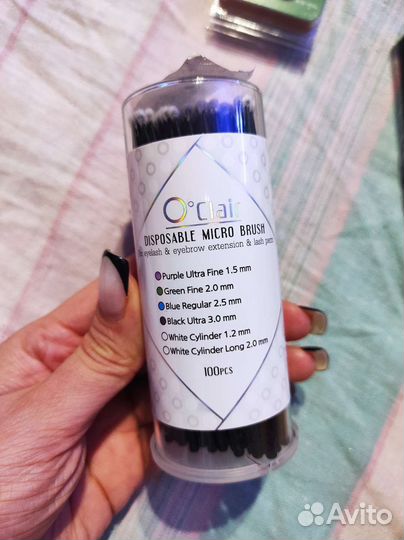 O'Clair
DISPOSABLE MICRO BRUSH
eyelash & eyebrow extension & lash perm
Purple Ultra Fine 1.5 mm
Green Fine 2.0 mm
Blue Regular 2.5 mm
Black Ultra 3.0 mm
White Cylinder 1.2 mm
White Cylinder Long 2.0 mm
100PCS
Avito